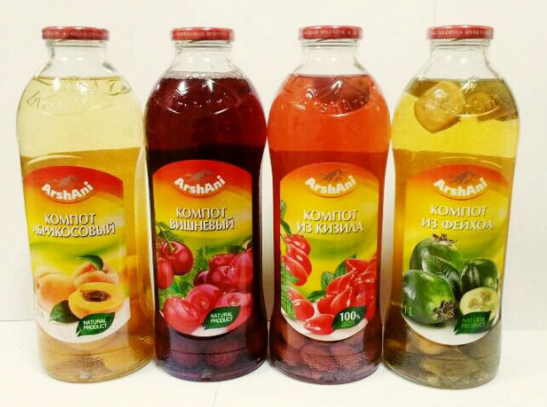 ArshAni
КОМПОТ
АБРИКОСОВЫЙ
NATURAL
PRODUCT
ArshAni
КОМПОТ
ВИШНЕВЫЙ
NATURAL
PRODUCT
ArshAni
КОМПОТ
ИЗ КИЗИЛА
100%
ArshAni
КОМПОТ
ИЗ ФЕЙХОА
1L
NATURAL
PRODUCT